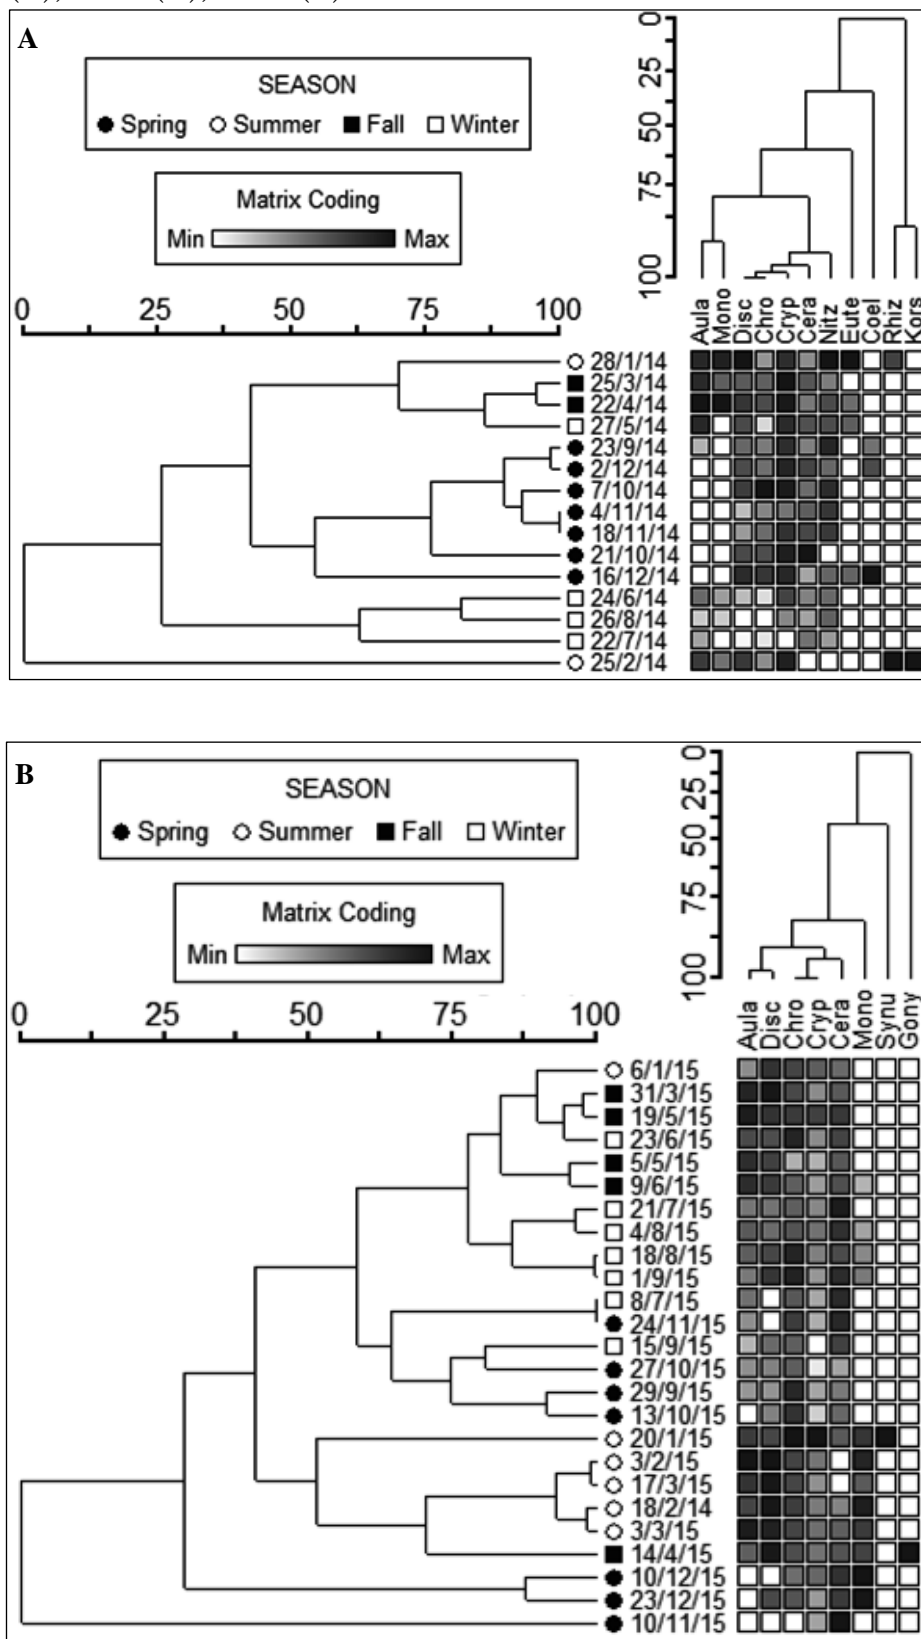 A
SEASON
Spring Summer Fall Winter
Matrix Coding
Min Max
0 25 50 75 100
0 25 50 75 100
Aula Mono Disc Chro Cryp Cera Nitz Eute Coel Rhiz Kors
28/1/14
25/3/14
22/4/14
27/5/14
23/9/14
2/12/14
7/10/14
4/11/14
18/11/14
21/10/14
16/12/14
24/6/14
26/8/14
22/7/14
25/2/14
B
SEASON
Spring Summer Fall Winter
Matrix Coding
Min Max
0 25 50 75 100
0 25 50 75 100
Aula Disc Chro Cryp Cera Mono Synu Gony
6/1/15
31/3/15
19/5/15
23/6/15
5/5/15
9/6/15
21/7/15
4/8/15
18/8/15
1/9/15
8/7/15
24/11/15
15/9/15
27/10/15
29/9/15
13/10/15
20/1/15
3/2/15
17/3/15
18/2/14
3/3/15
14/4/15
10/12/15
23/12/15
10/11/15